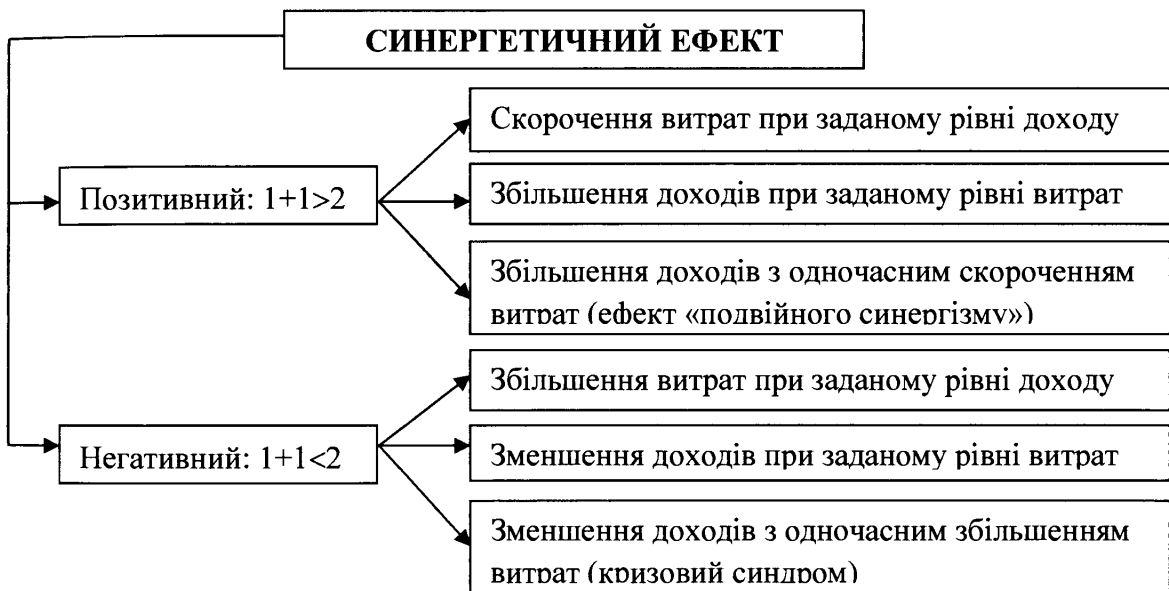 СИНЕРГЕТИЧНИЙ ЕФЕКТ
Позитивний: 1+1>2
Скорочення витрат при заданому рівні доходу
Збільшення доходів при заданому рівні витрат
Збільшення доходів з одночасним скороченням
витрат (ефект «подвійного синергізму»)
Негативний: 1+1<2
Збільшення витрат при заданому рівні доходу
Зменшення доходів при заданому рівні витрат
Зменшення доходів з одночасним збільшенням
витрат (кризовий синдром)